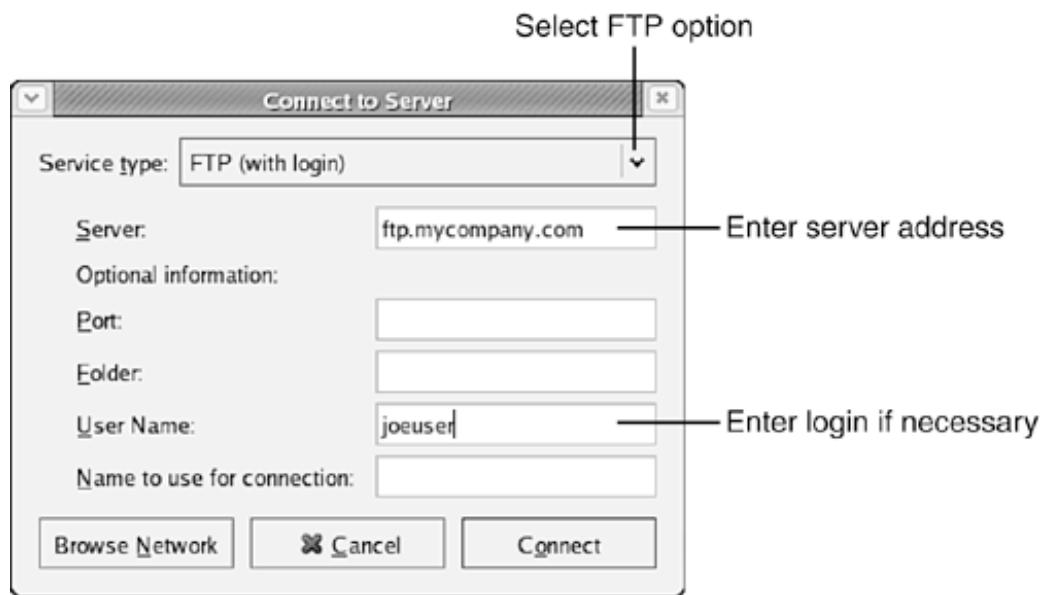 Select FTP option
Connect to Server
Service type: FTP (with login)
Server: ftp.mycompany.com Enter server address
Optional information:
Port:
Folder:
User Name: joeuser Enter login if necessary
Name to use for connection:
Browse Network Cancel Connect